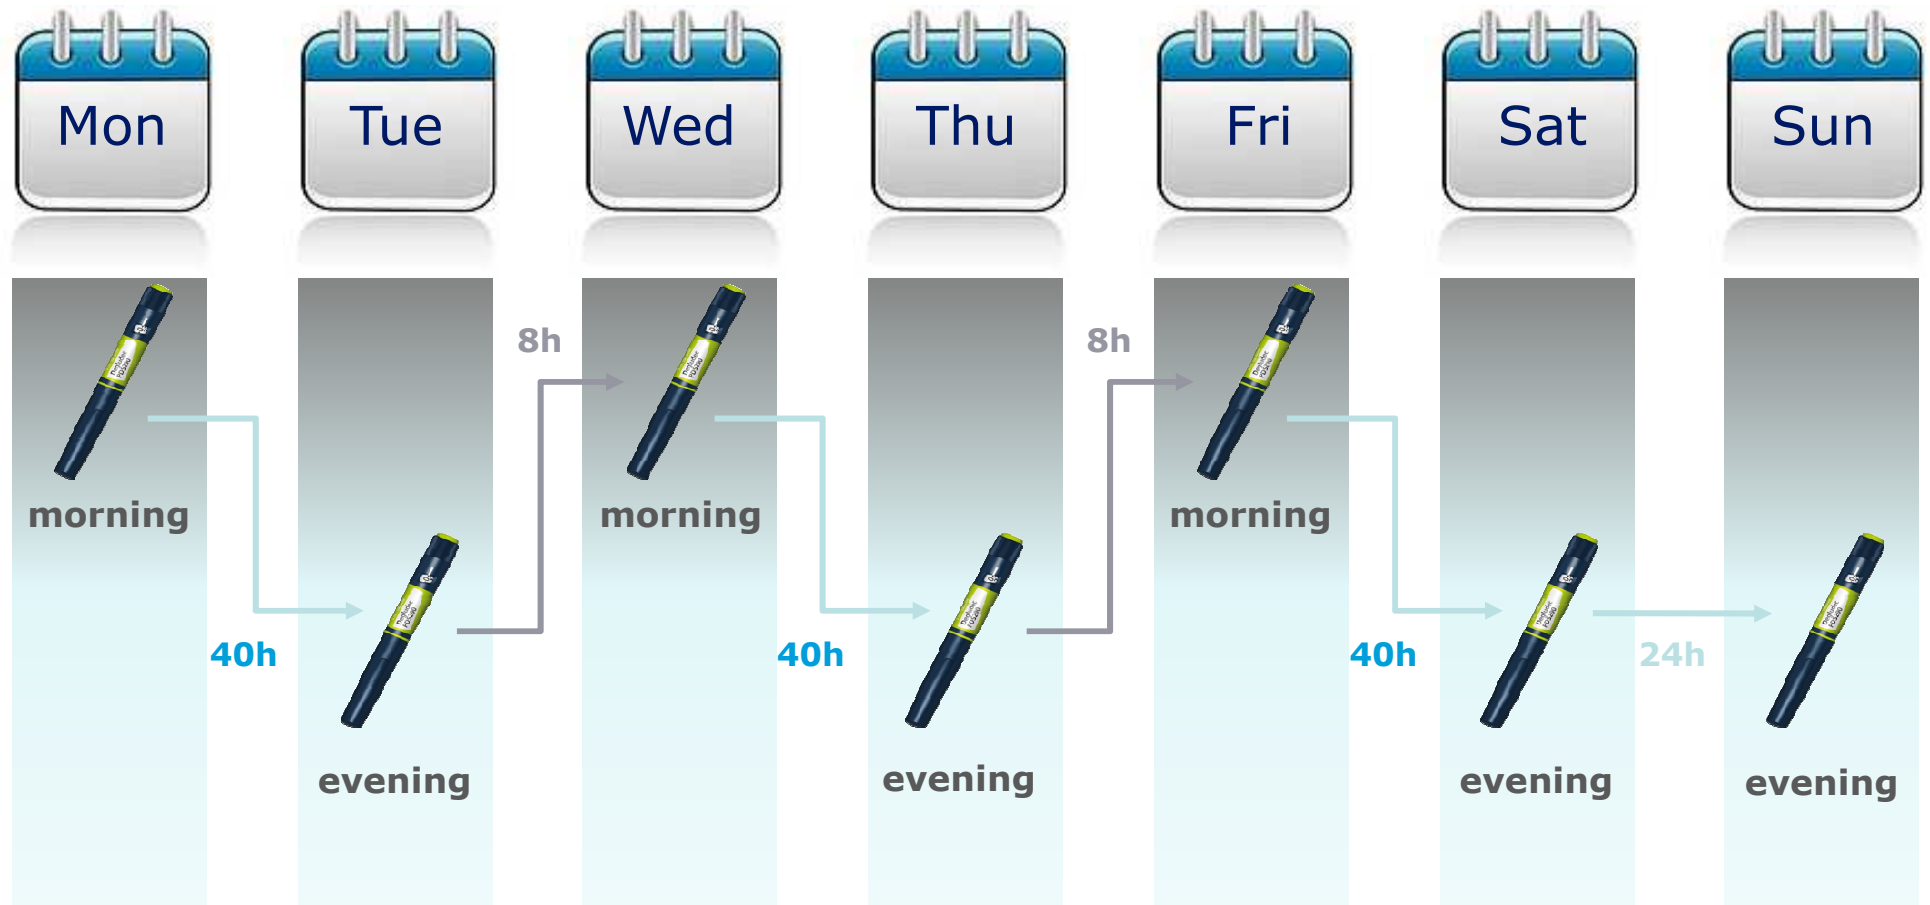 Mon
Tue
Wed
Thu
Fri
Sat
Sun
8h
8h
morning
morning
morning
40h
40h
40h
24h
evening
evening
evening
evening